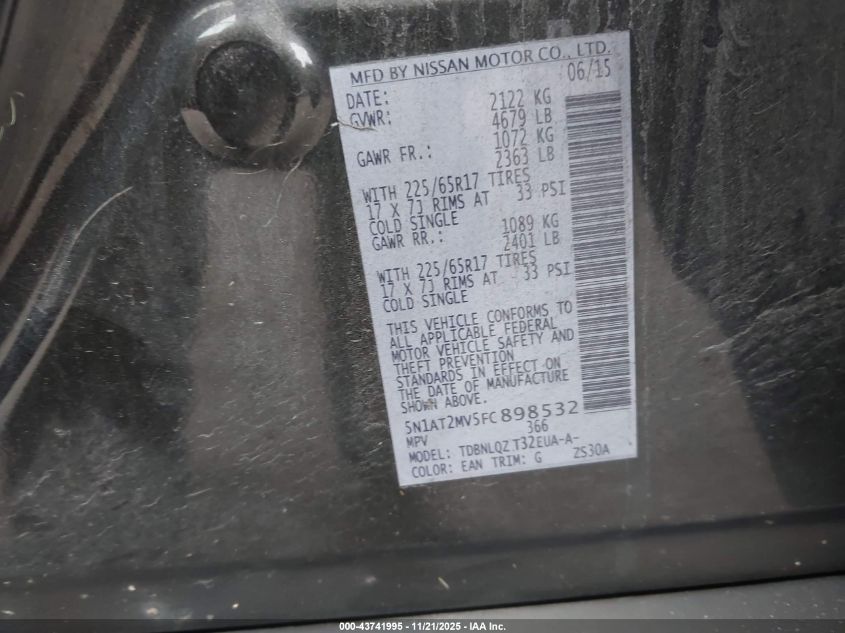 MFD BY NISSAN MOTOR CO., LTD.
DATE: 06/15
GVWR: 2122 KG
4679 LB
GAWR FR.: 1072 KG
2363 LB
WITH 225/65R17 TIRES
17 X 7J RIMS AT 33 PSI
COLD SINGLE
GAWR RR.: 1089 KG
2401 LB
WITH 225/65R17 TIRES
17 X 7J RIMS AT 33 PSI
COLD SINGLE
THIS VEHICLE CONFORMS TO
ALL APPLICABLE FEDERAL
MOTOR VEHICLE SAFETY AND
THEFT PREVENTION
STANDARDS IN EFFECT ON
THE DATE OF MANUFACTURE
SHOWN ABOVE.
5N1AT2MV5FC898532
MPV 366
MODEL: TDBNLQZ T32EUA-A-
COLOR: EAN TRIM: G ZS30A
000-43741995 - 11/21/2025 - IAA Inc.